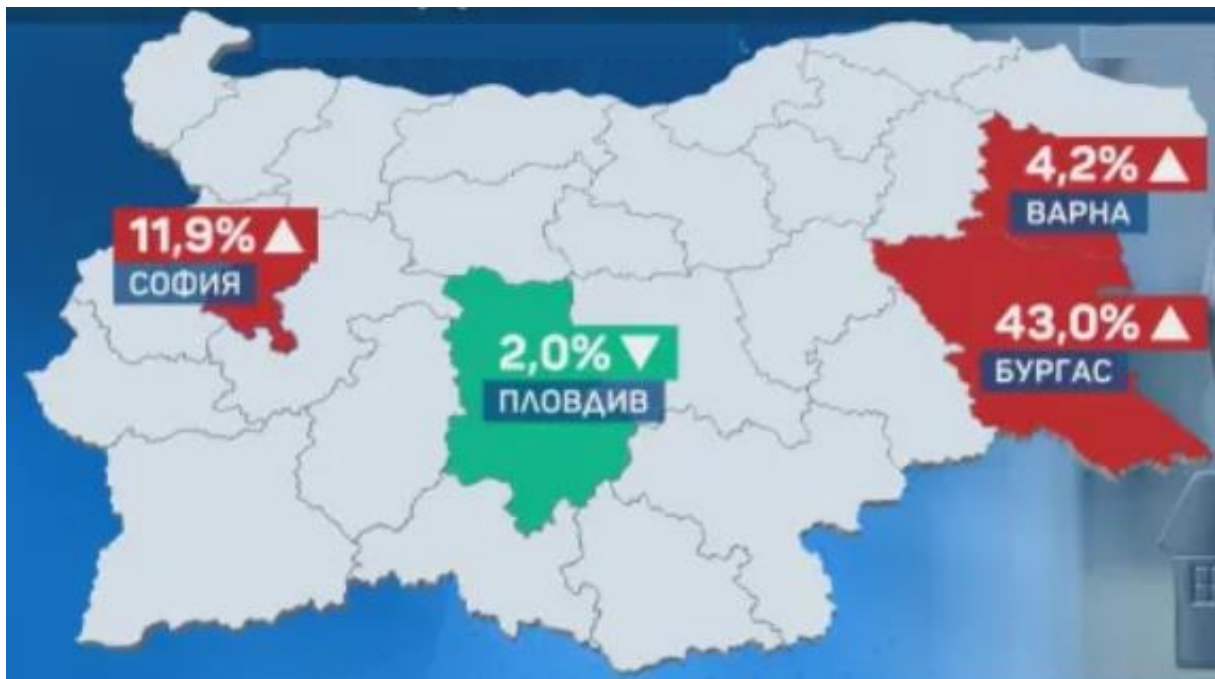 4,2% ▲
ВАРНА
11,9% ▲
СОФИЯ
43,0% ▲
БУРГАС
2,0% ▼
ПЛОВДИВ